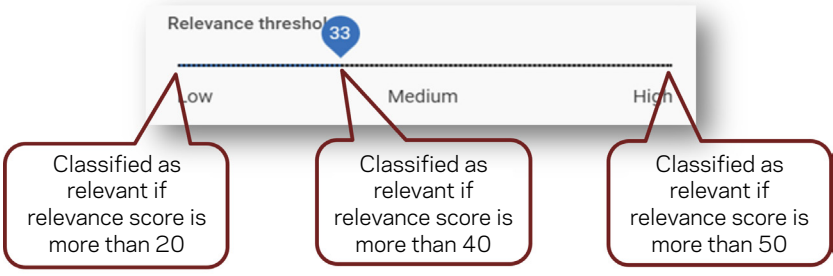 Relevance threshol
33
Low
Medium
High
Classified as
relevant if
relevance score is
more than 20
Classified as
relevant if
relevance score is
more than 40
Classified as
relevant if
relevance score is
more than 50